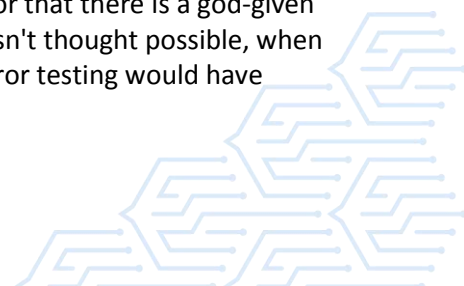 or that there is a god-given
sn't thought possible, when
ror testing would have